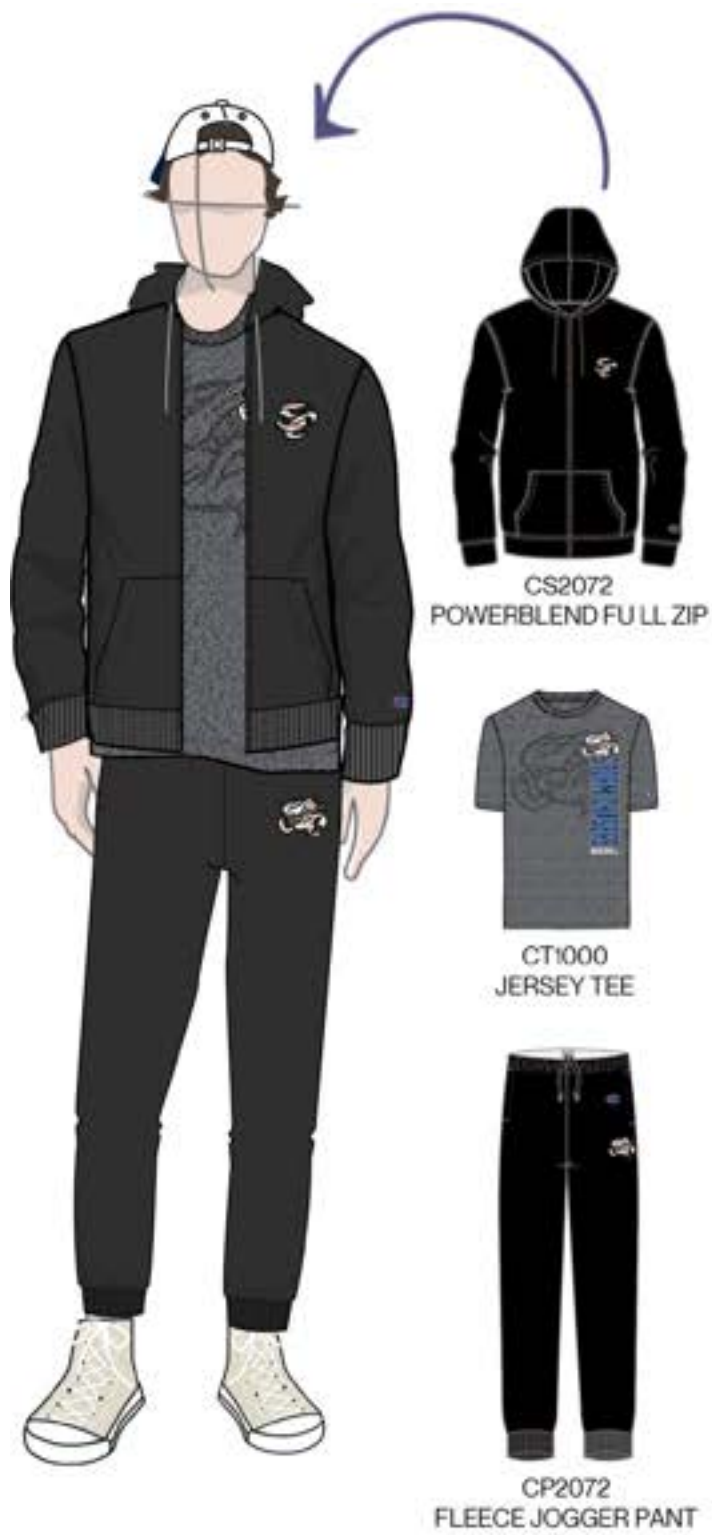 CS2072
POWERBLEND FU LL ZIP
CT1000
JERSEY TEE
CP2072
FLEECE JOGGER PANT